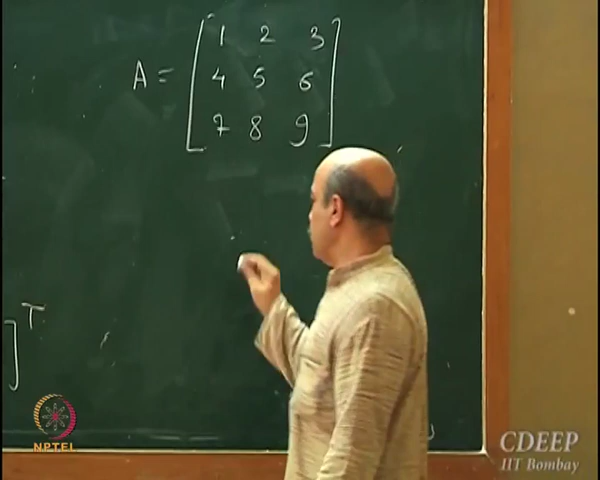 A = [ 1 2 3
4 5 6
7 8 9 ]
]ᵀ
NPTEL
CDEEP
IIT Bombay